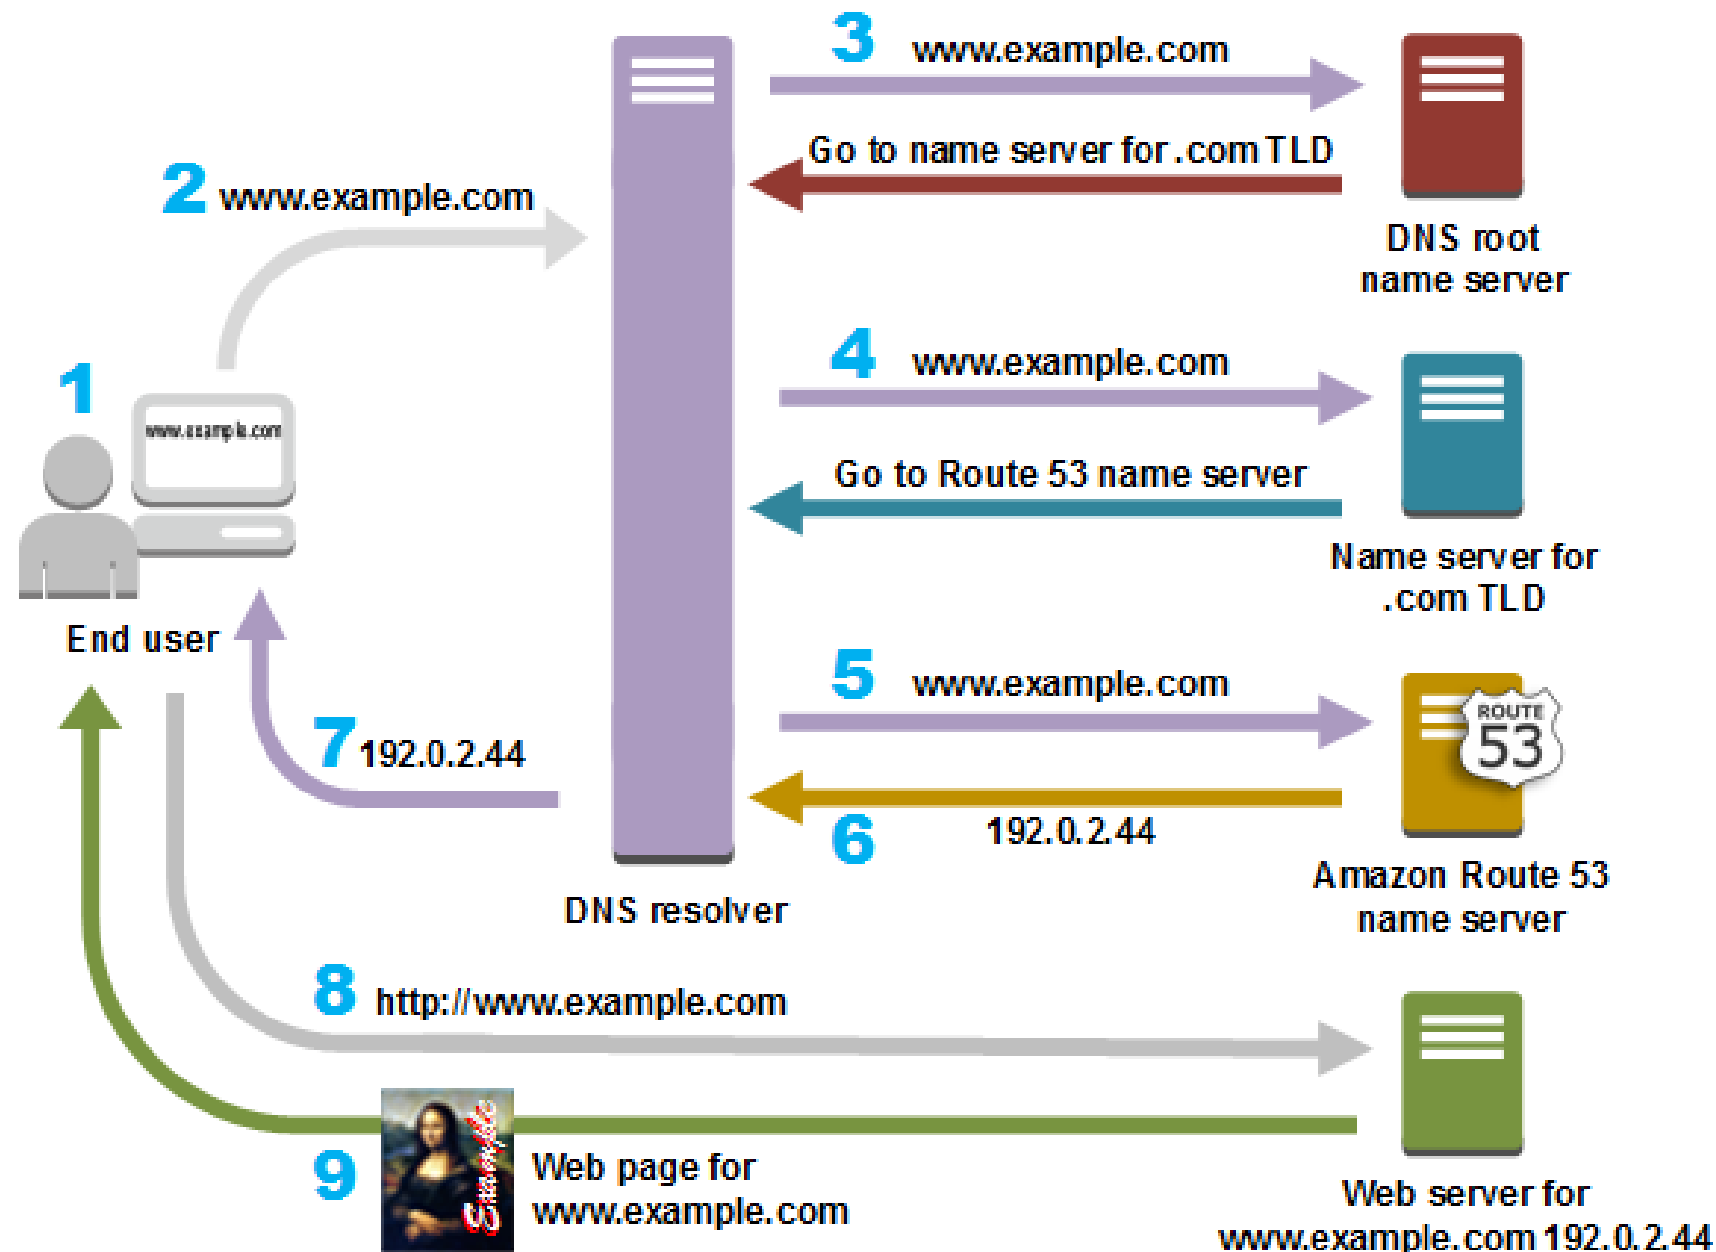 3 www.example.com
Go to name server for .com TLD
DNS root
name server
2 www.example.com
1
www.example.com
End user
4 www.example.com
Go to Route 53 name server
Name server for
.com TLD
5 www.example.com
ROUTE
53
6 192.0.2.44
Amazon Route 53
name server
7 192.0.2.44
DNS resolver
8 http://www.example.com
9 Example
Web page for
www.example.com
Web server for
www.example.com 192.0.2.44